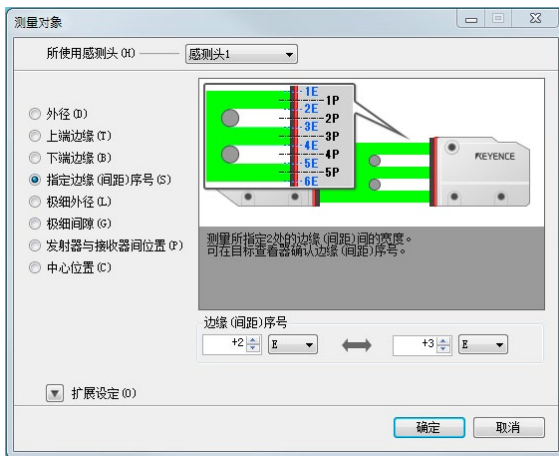 测量对象
所使用感测头(H)
感测头1
外径(D)
上端边缘(T)
下端边缘(B)
指定边缘(间距)序号(S)
极细外径(L)
极细间隙(G)
发射器与接收器间位置(P)
中心位置(C)
1E
1P
2E
2P
3E
3P
4E
4P
5E
5P
6E
KEYENCE
测量所指定2处的边缘(间距)间的宽度。
可在目标查看器确认边缘(间距)序号。
边缘(间距)序号
+2 E +3 E
扩展设定(O)
确定 取消